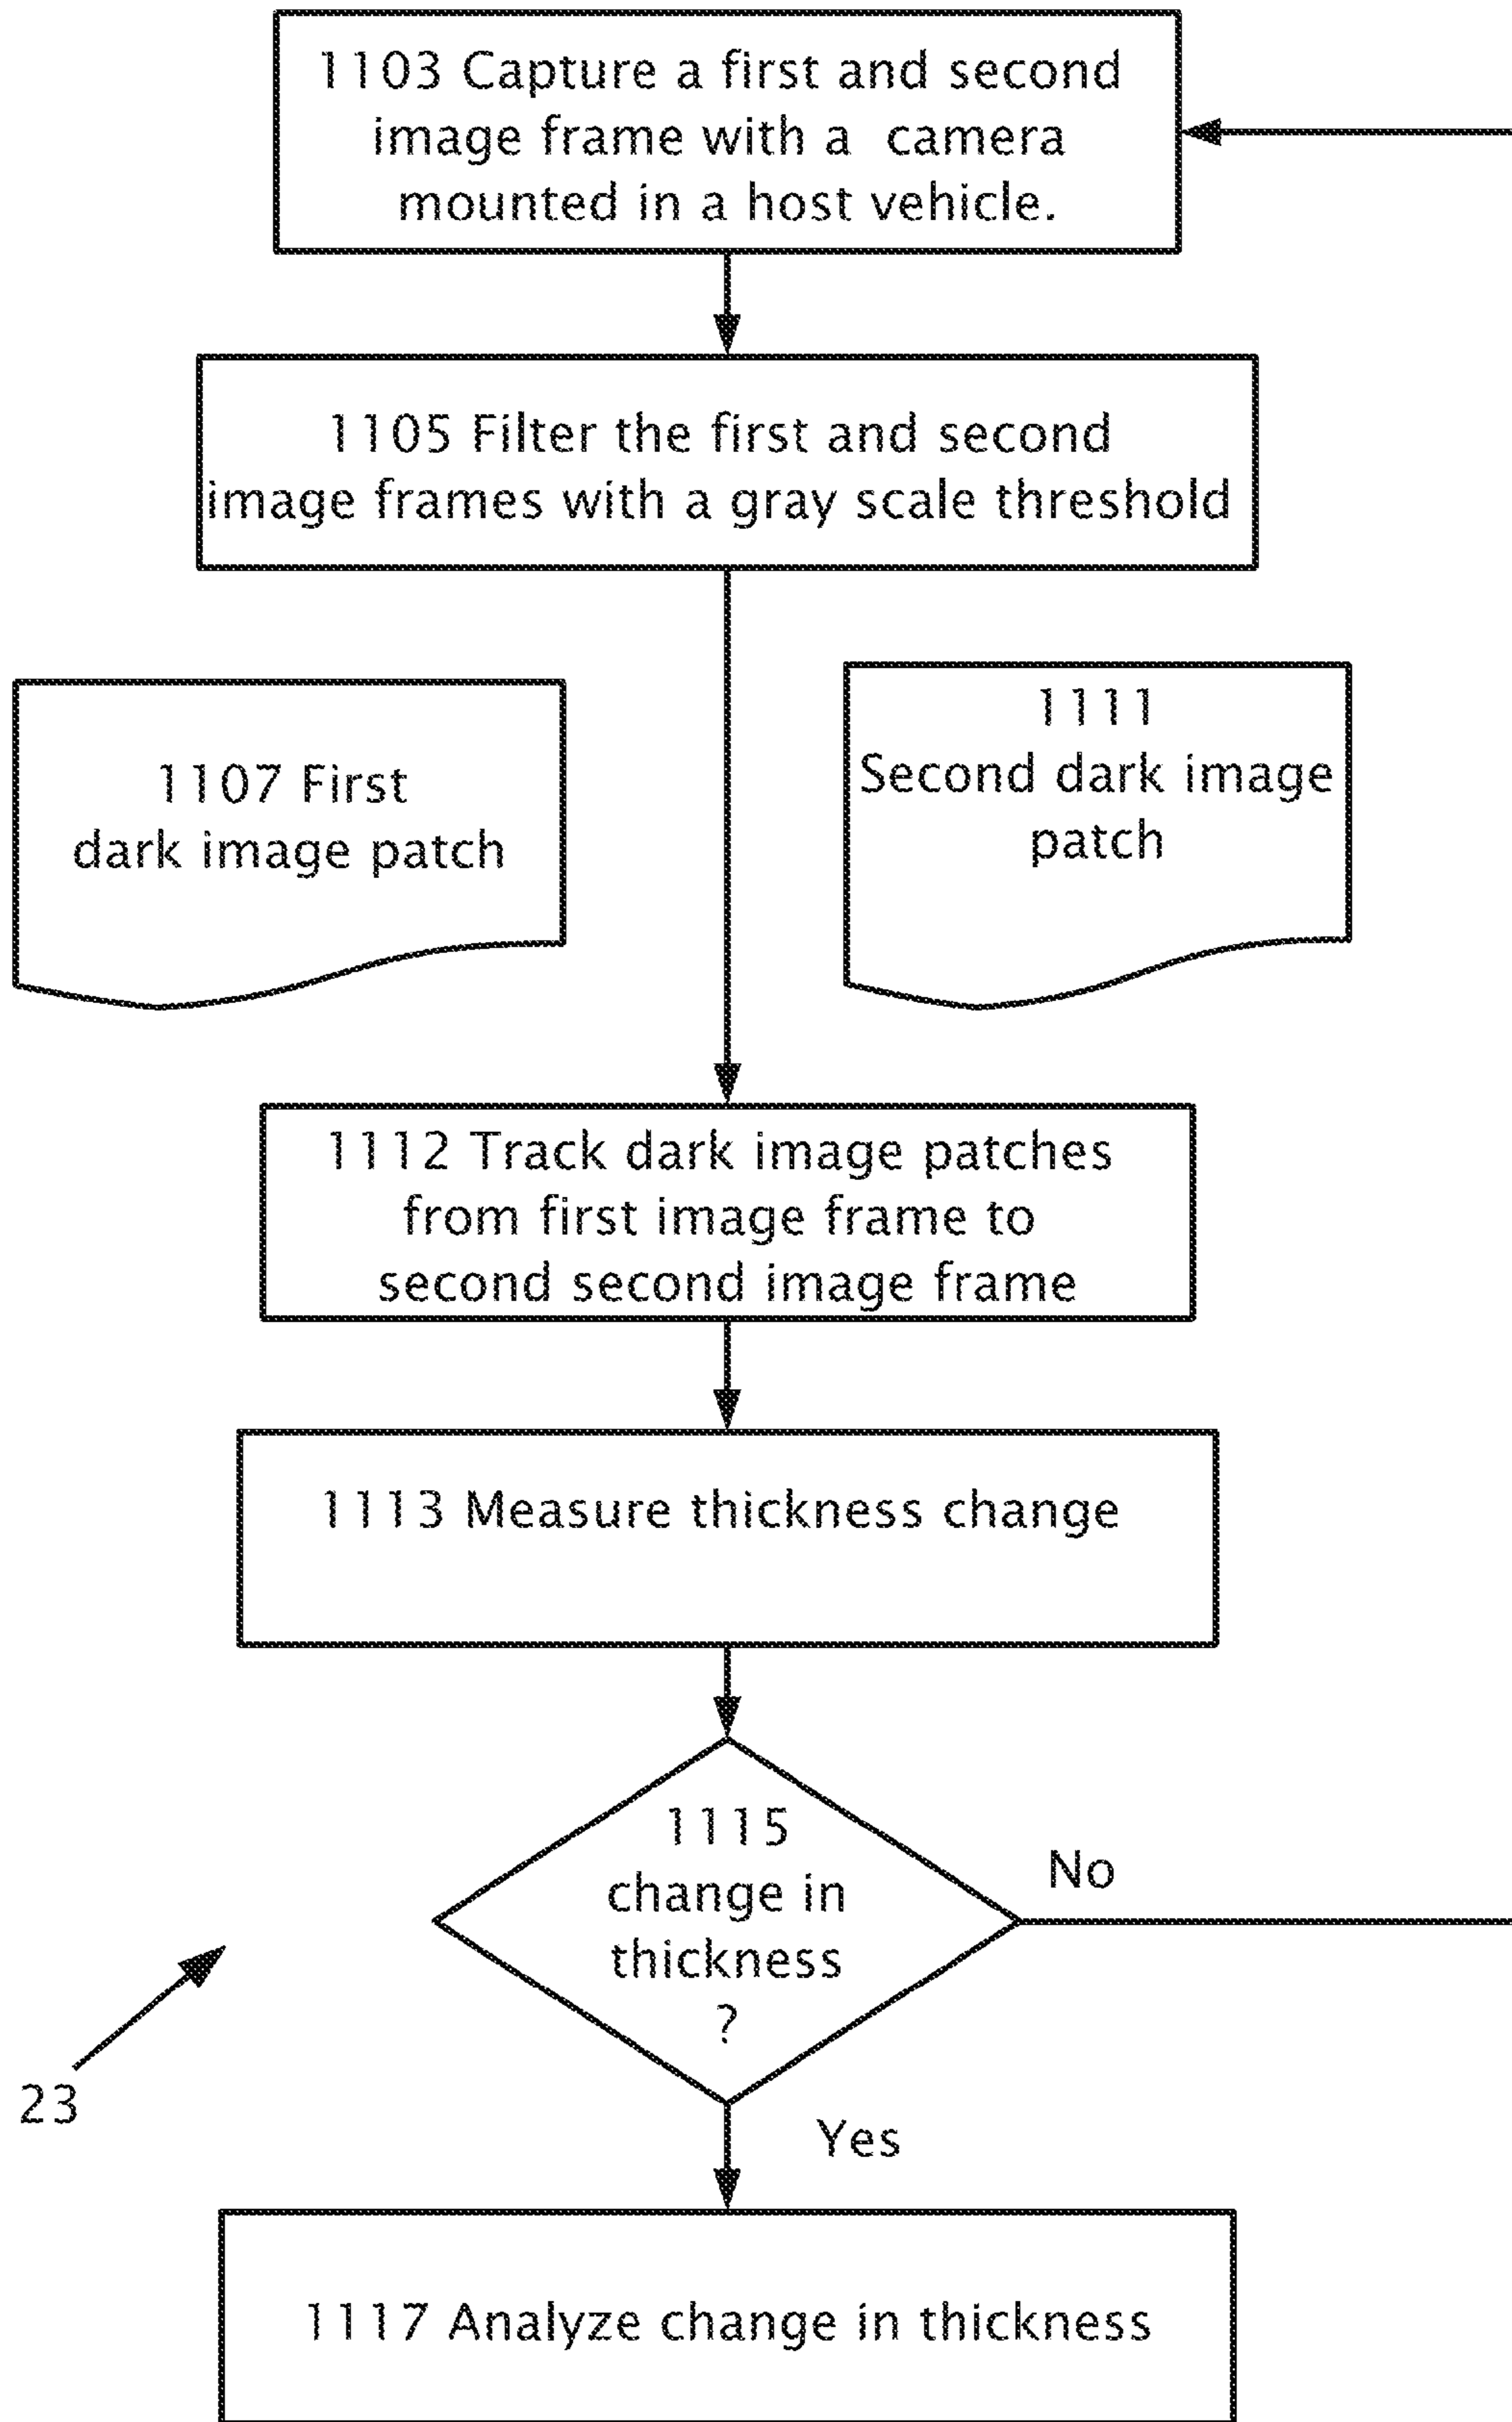 1103 Capture a first and second
image frame with a camera
mounted in a host vehicle.
1105 Filter the first and second
image frames with a gray scale threshold
1107 First
dark image patch
1111
Second dark image
patch
1112 Track dark image patches
from first image frame to
second second image frame
1113 Measure thickness change
1115
change in
thickness
?
No
23
Yes
1117 Analyze change in thickness